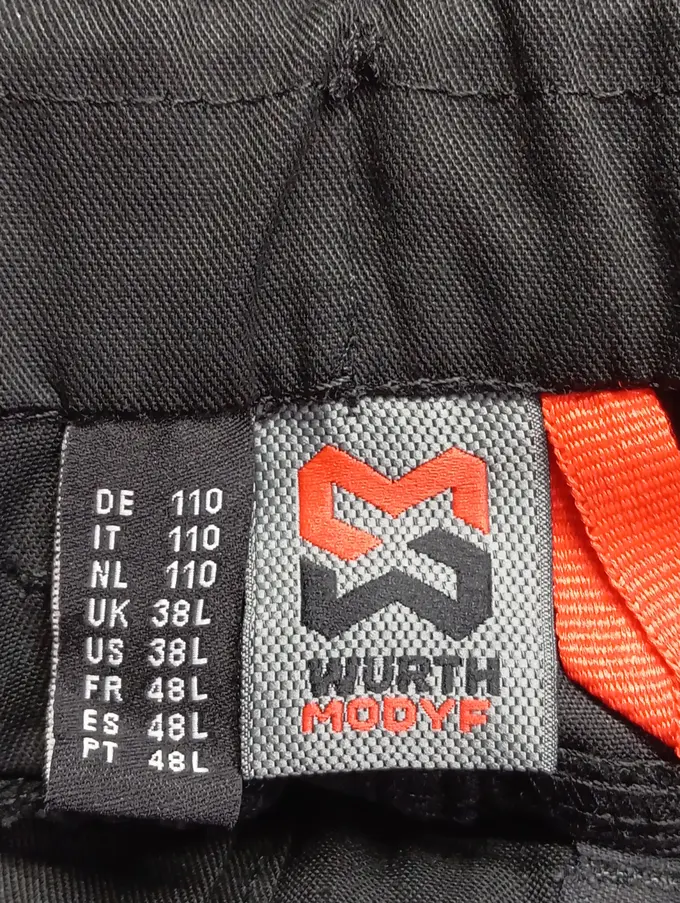 DE 110
IT 110
NL 110
UK 38L
US 38L
FR 48L
ES 48L
PT 48L
WURTH
MODYF